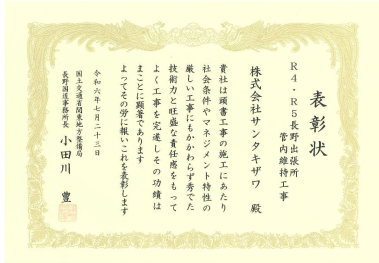 表彰状
R4・R5長野出張所
管内維持工事
株式会社サンタキザワ 殿
貴社は頭書工事の施工にあたり
社会条件やマネジメント特性の
厳しい工事にもかかわらず秀でた
技術力と旺盛な責任感をもって
よく工事を完遂しその功績は
まことに顕著であります
よってその労に報いこれを表彰します
令和六年七月二十三日
国土交通省関東地方整備局
長野国道事務所長 小田川 豊